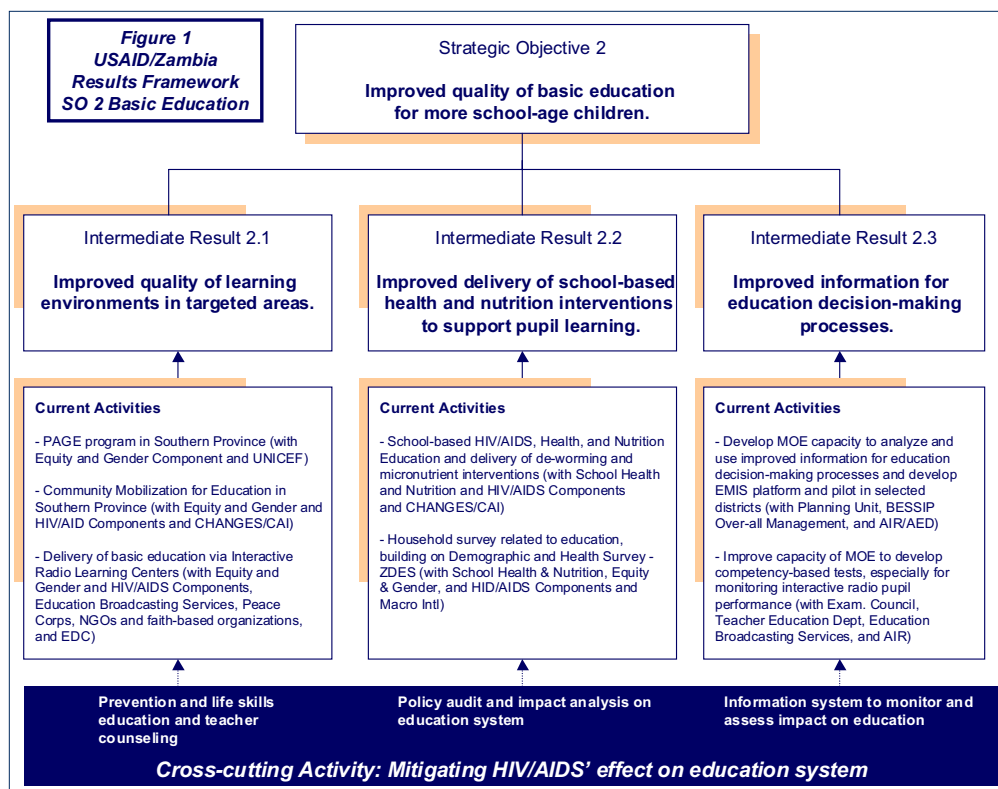 Figure 1
USAID/Zambia
Results Framework
SO 2 Basic Education
Strategic Objective 2
Improved quality of basic education
for more school-age children.
Intermediate Result 2.1
Improved quality of learning
environments in targeted areas.
Intermediate Result 2.2
Improved delivery of school-based
health and nutrition interventions
to support pupil learning.
Intermediate Result 2.3
Improved information for
education decision-making
processes.
Current Activities
- PAGE program in Southern Province (with
Equity and Gender Component and UNICEF)
- Community Mobilization for Education in
Southern Province (with Equity and Gender and
HIV/AID Components and CHANGES/CAI)
- Delivery of basic education via Interactive
Radio Learning Centers (with Equity and
Gender and HIV/AIDS Components,
Education Broadcasting Services, Peace
Corps, NGOs and faith-based organizations,
and EDC)
Current Activities
- School-based HIV/AIDS, Health, and Nutrition
Education and delivery of de-worming and
micronutrient interventions (with School Health
and Nutrition and HIV/AIDS Components
and CHANGES/CAI)
- Household survey related to education,
building on Demographic and Health Survey -
ZDES (with School Health & Nutrition, Equity
& Gender, and HID/AIDS Components and
Macro Intl)
Current Activities
- Develop MOE capacity to analyze and
use improved information for education
decision-making processes and develop
EMIS platform and pilot in selected
districts (with Planning Unit, BESSIP
Over-all Management, and AIR/AED)
- Improve capacity of MOE to develop
competency-based tests, especially for
monitoring interactive radio pupil
performance (with Exam. Council,
Teacher Education Dept, Education
Broadcasting Services, and AIR)
Prevention and life skills
education and teacher
counseling
Policy audit and impact analysis on
education system
Information system to monitor and
assess impact on education
Cross-cutting Activity: Mitigating HIV/AIDS' effect on education system